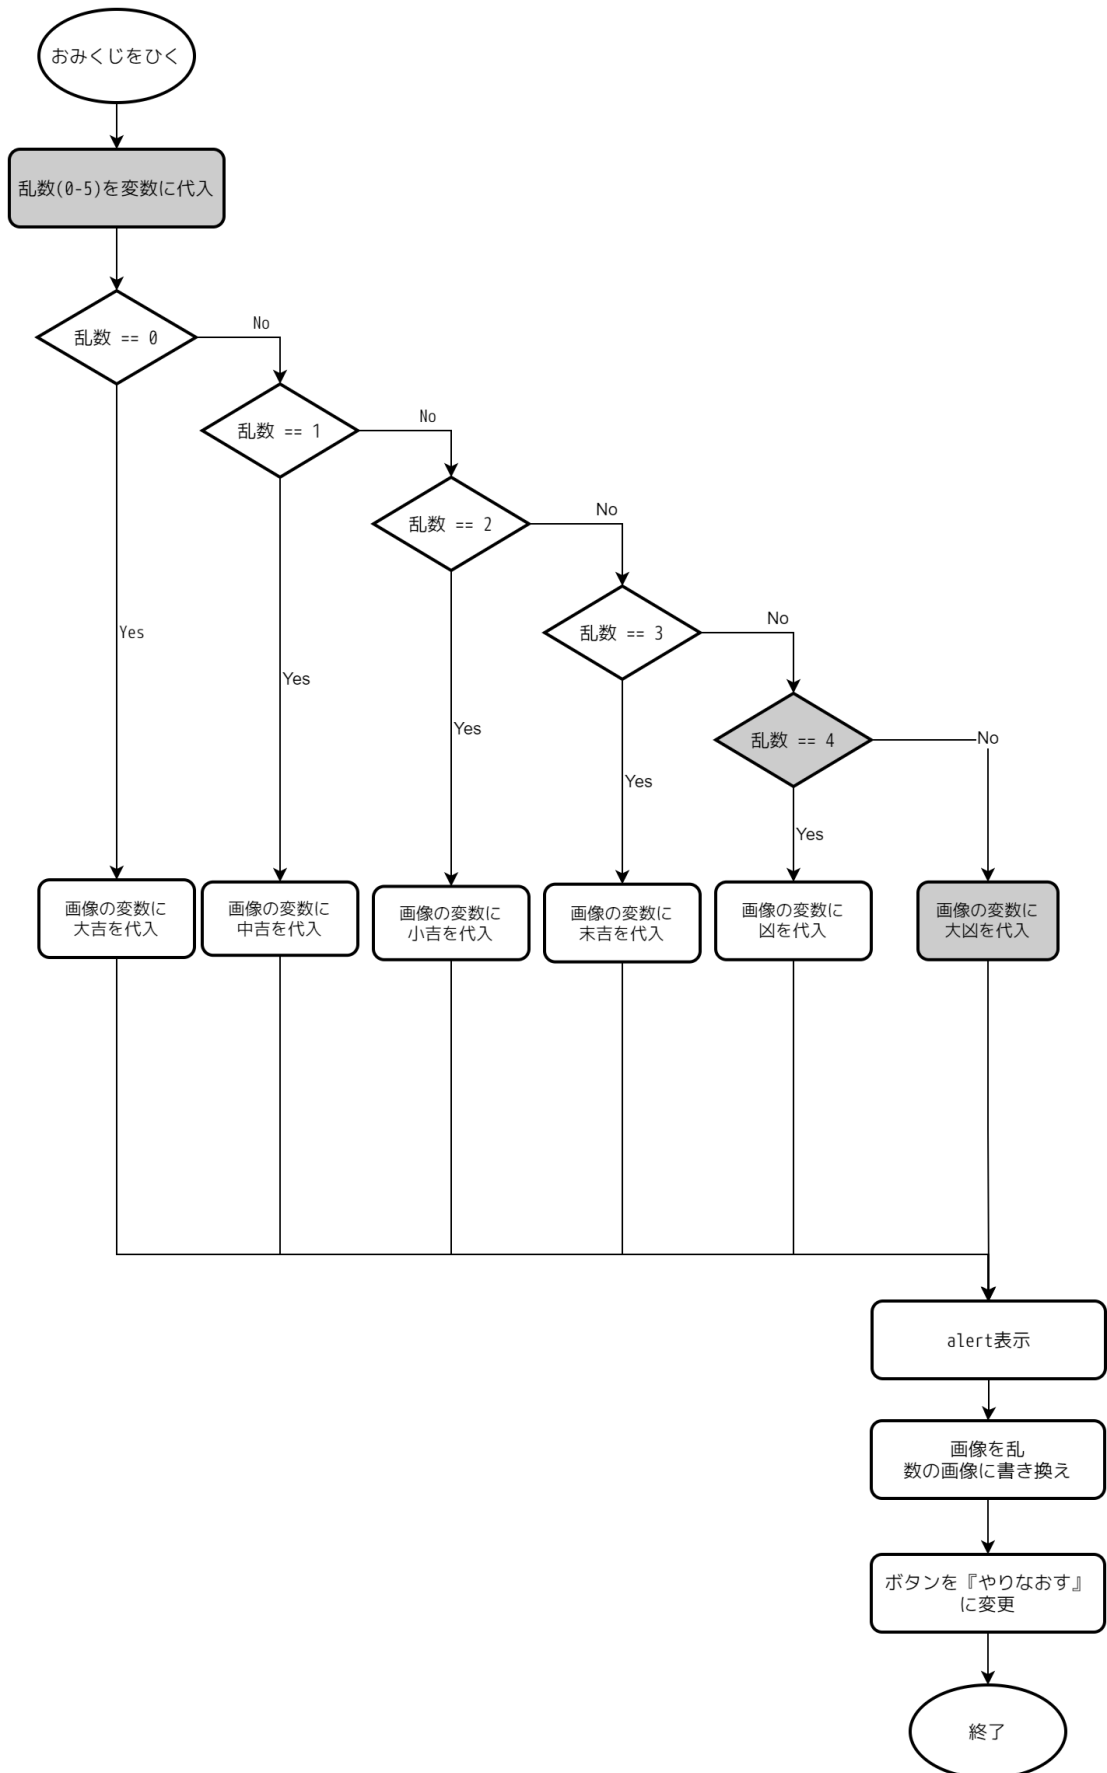 おみくじをひく
乱数(0-5)を変数に代入
乱数 == 0
No
乱数 == 1
No
乱数 == 2
No
乱数 == 3
No
乱数 == 4
No
Yes
Yes
Yes
Yes
Yes
画像の変数に
大吉を代入
画像の変数に
中吉を代入
画像の変数に
小吉を代入
画像の変数に
末吉を代入
画像の変数に
凶を代入
画像の変数に
大凶を代入
alert表示
画像を乱
数の画像に書き換え
ボタンを『やりなおす』
に変更
終了